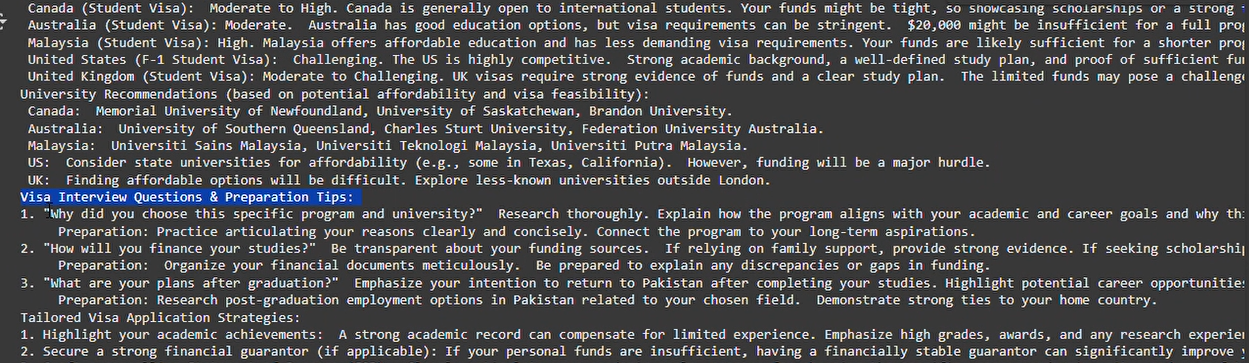 Canada (Student Visa):  Moderate to High. Canada is generally open to international students. Your funds might be tight, so showcasing scholarships or a strong
Australia (Student Visa): Moderate.  Australia has good education options, but visa requirements can be stringent.  $20,000 might be insufficient for a full
Malaysia (Student Visa): High. Malaysia offers affordable education and has less demanding visa requirements. Your funds are likely sufficient for a shorter
United States (F-1 Student Visa):  Challenging. The US is highly competitive.  Strong academic background, a well-defined study plan, and proof of sufficient
United Kingdom (Student Visa): Moderate to Challenging. UK visas require strong evidence of funds and a clear study plan.  The limited funds may pose a
University Recommendations (based on potential affordability and visa feasibility):
Canada:  Memorial University of Newfoundland, University of Saskatchewan, Brandon University.
Australia:  University of Southern Queensland, Charles Sturt University, Federation University Australia.
Malaysia:  Universiti Sains Malaysia, Universiti Teknologi Malaysia, Universiti Putra Malaysia.
US:  Consider state universities for affordability (e.g., some in Texas, California).  However, funding will be a major hurdle.
UK:  Finding affordable options will be difficult. Explore less-known universities outside London.
Visa Interview Questions & Preparation Tips:
1. "Why did you choose this specific program and university?"  Research thoroughly. Explain how the program aligns with your academic and career goals and why
Preparation: Practice articulating your reasons clearly and concisely. Connect the program to your long-term aspirations.
2. "How will you finance your studies?"  Be transparent about your funding sources.  If relying on family support, provide strong evidence. If seeking
Preparation:  Organize your financial documents meticulously.  Be prepared to explain any discrepancies or gaps in funding.
3. "What are your plans after graduation?"  Emphasize your intention to return to Pakistan after completing your studies. Highlight potential career opportunities
Preparation: Research post-graduation employment options in Pakistan related to your chosen field.  Demonstrate strong ties to your home country.
Tailored Visa Application Strategies:
1. Highlight your academic achievements:  A strong academic record can compensate for limited experience. Emphasize high grades, awards, and any research
2. Secure a strong financial guarantor (if applicable): If your personal funds are insufficient, having a financially stable guarantor can significantly improve